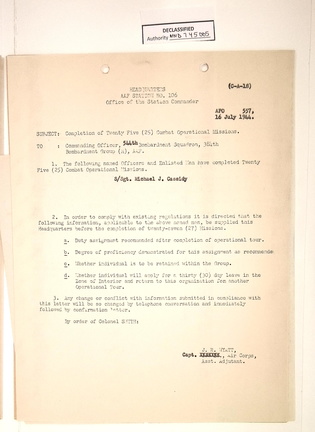 DECLASSIFIED
Authority NND 745005
(C-A-18)
HEADQUARTERS
AAF STATION NO. 106
Office of the Station Commander
APO 557,
16 July 1944.
SUBJECT: Completion of Twenty Five (25) Combat Operational Missions.
TO : Commanding Officer, 544th Bombardment Squadron, 384th
Bombardment Group (H), AAF.
1. The following named Officers and Enlisted Men have completed Twenty
Five (25) Combat Operational Missions.
S/Sgt. Michael J. Cassidy
2. In order to comply with existing regulations it is directed that the
following information, applicable to the above named men, be supplied this
Headquarters before the completion of twenty-seven (27) Missions.
a. Duty assignment recommended after completion of operational tour.
b. Degree of proficiency demonstrated for this assignment as recommende
c. Whether individual is to be retained within the Group.
d. Whether individual will apply for a thirty (30) day leave in the
Zone of Interior and return to this organization for another
Operational Tour.
3. Any change or conflict with information submitted in compliance with
this letter will be so changed by telephone conversation and immediately
followed by confirmation letter.
By order of Colonel SMITH:
WYATT,
Capt. Air Corps,
Asst. Adjutant.